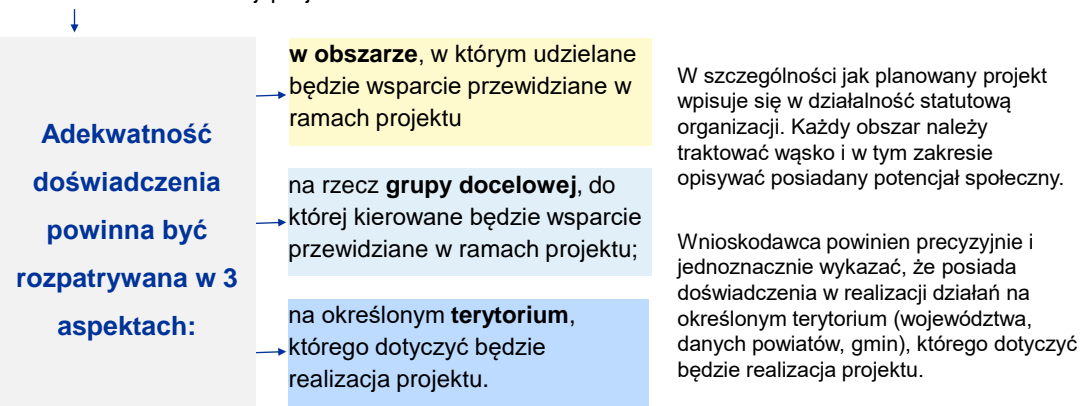 Adekwatność
doświadczenia
powinna być
rozpatrywana w 3
aspektach:
w obszarze, w którym udzielane
będzie wsparcie przewidziane w
ramach projektu
na rzecz grupy docelowej, do
której kierowane będzie wsparcie
przewidziane w ramach projektu;
na określonym terytorium,
którego dotyczyć będzie
realizacja projektu.
W szczególności jak planowany projekt
wpisuje się w działalność statutową
organizacji. Każdy obszar należy
traktować wąsko i w tym zakresie
opisywać posiadany potencjał społeczny.
Wnioskodawca powinien precyzyjnie i
jednoznacznie wykazać, że posiada
doświadczenia w realizacji działań na
określonym terytorium (województwa,
danych powiatów, gmin), którego dotyczyć
będzie realizacja projektu.